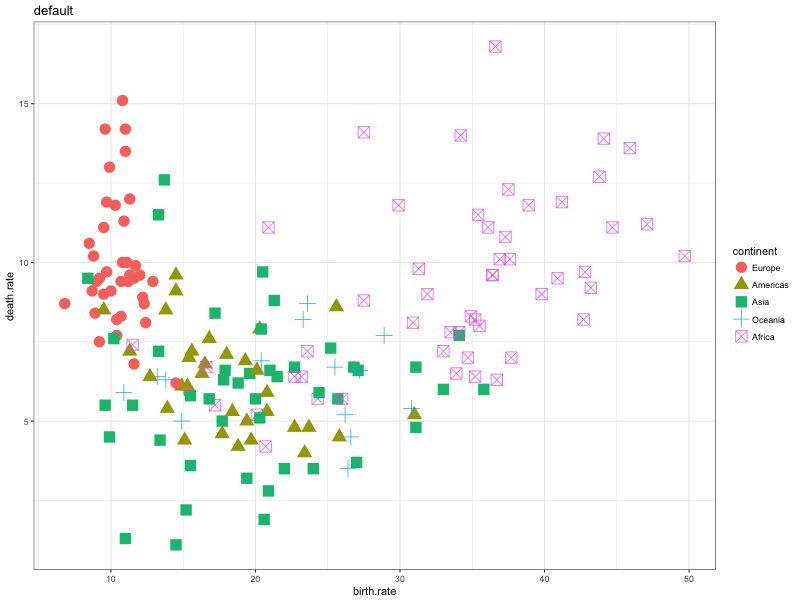 default
15
10
5
death.rate
10
20
30
40
50
birth.rate
continent
Europe
Americas
Asia
Oceania
Africa